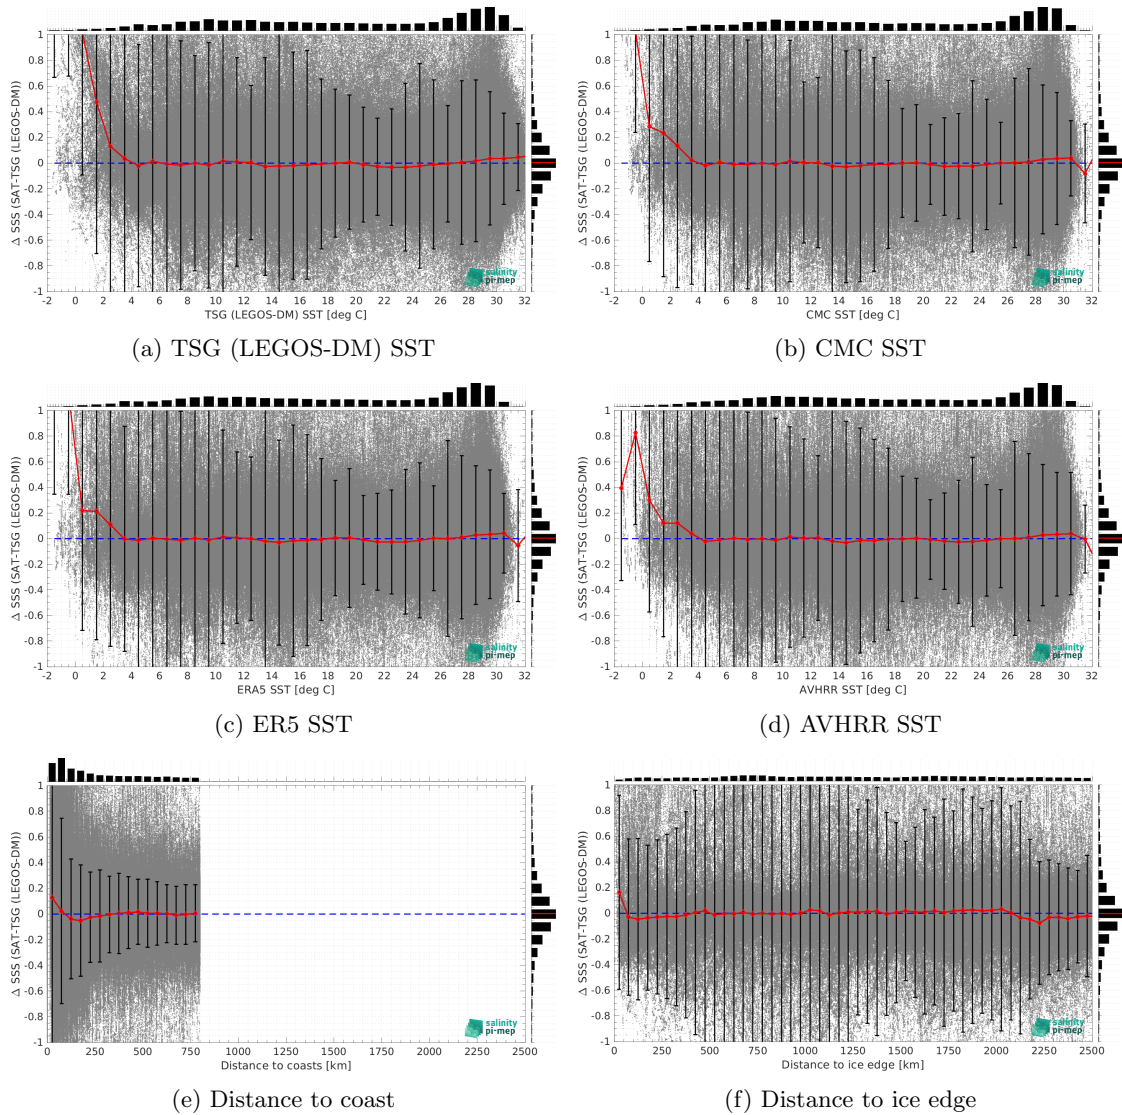 1
0.8
0.6
0.4
0.2
0
-0.2
-0.4
-0.6
-0.8
-1
Δ SSS (SAT-TSG (LEGOS-DM))
salinity
pi-mep
-2 0 2 4 6 8 10 12 14 16 18 20 22 24 26 28 30 32
TSG (LEGOS-DM) SST [deg C]
(a) TSG (LEGOS-DM) SST
1
0.8
0.6
0.4
0.2
0
-0.2
-0.4
-0.6
-0.8
-1
Δ SSS (SAT-TSG (LEGOS-DM))
salinity
pi-mep
-2 0 2 4 6 8 10 12 14 16 18 20 22 24 26 28 30 32
CMC SST [deg C]
(b) CMC SST
1
0.8
0.6
0.4
0.2
0
-0.2
-0.4
-0.6
-0.8
-1
Δ SSS (SAT-TSG (LEGOS-DM))
salinity
pi-mep
-2 0 2 4 6 8 10 12 14 16 18 20 22 24 26 28 30 32
ERA5 SST [deg C]
(c) ER5 SST
1
0.8
0.6
0.4
0.2
0
-0.2
-0.4
-0.6
-0.8
-1
Δ SSS (SAT-TSG (LEGOS-DM))
salinity
pi-mep
-2 0 2 4 6 8 10 12 14 16 18 20 22 24 26 28 30 32
AVHRR SST [deg C]
(d) AVHRR SST
1
0.8
0.6
0.4
0.2
0
-0.2
-0.4
-0.6
-0.8
-1
Δ SSS (SAT-TSG (LEGOS-DM))
salinity
pi-mep
0 250 500 750 1000 1250 1500 1750 2000 2250 2500
Distance to coasts [km]
(e) Distance to coast
1
0.8
0.6
0.4
0.2
0
-0.2
-0.4
-0.6
-0.8
-1
Δ SSS (SAT-TSG (LEGOS-DM))
salinity
pi-mep
0 250 500 750 1000 1250 1500 1750 2000 2250 2500
Distance to ice edge [km]
(f) Distance to ice edge